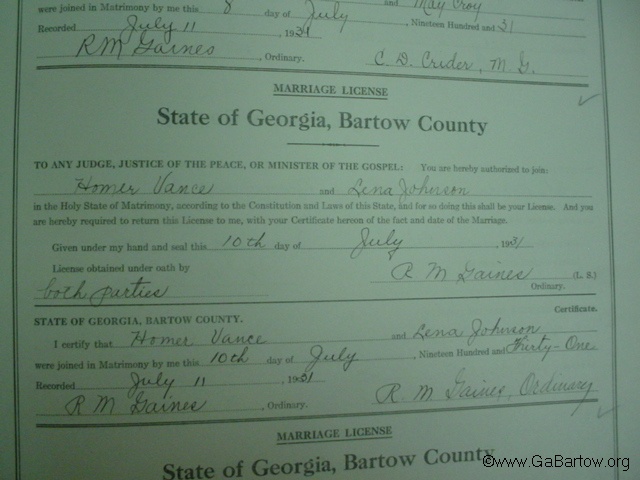 were joined in Matrimony by me this 8 day of July and May Croy , Nineteen Hundred and 31
Recorded July 11 , 1931
R M Gaines , Ordinary. C. D. Crider, M. G.
MARRIAGE LICENSE
State of Georgia, Bartow County
TO ANY JUDGE, JUSTICE OF THE PEACE, OR MINISTER OF THE GOSPEL: You are hereby authorized to join:
Homer Vance and Lena Johnson
in the Holy State of Matrimony, according to the Constitution and Laws of this State, and for so doing this shall be your License. And you
are hereby required to return this License to me, with your Certificate hereon of the fact and date of the Marriage.
Given under my hand and seal this 10th day of July , 1931
License obtained under oath by R M Gaines (L. S.)
both parties Ordinary.
STATE OF GEORGIA, BARTOW COUNTY. Certificate.
I certify that Homer Vance and Lena Johnson
were joined in Matrimony by me this 10th day of July , Nineteen Hundred and Thirty-One
Recorded July 11 , 1931
R M Gaines , Ordinary. R. M. Gaines, Ordinary
MARRIAGE LICENSE
State of Georgia, Bartow County
©www.GaBartow.org